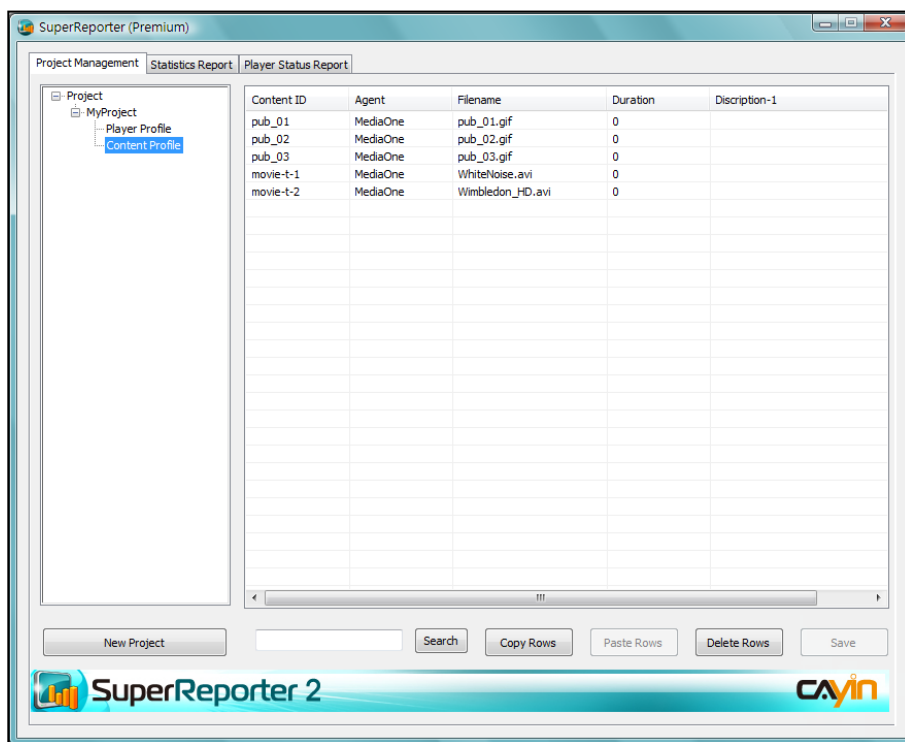 SuperReporter (Premium)
Project Management Statistics Report Player Status Report
Project
MyProject
Player Profile
Content Profile
Content ID Agent Filename Duration Discription-1
pub_01 MediaOne pub_01.gif 0
pub_02 MediaOne pub_02.gif 0
pub_03 MediaOne pub_03.gif 0
movie-t-1 MediaOne WhiteNoise.avi 0
movie-t-2 MediaOne Wimbledon_HD.avi 0
New Project Search Copy Rows Paste Rows Delete Rows Save
SuperReporter 2 CAYIN